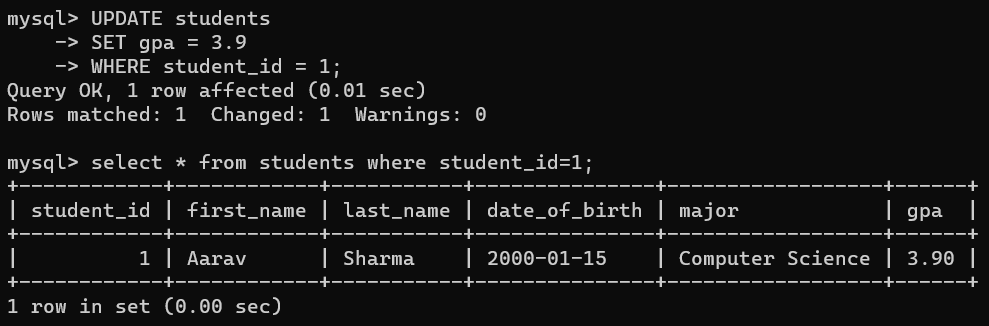 mysql> UPDATE students
    -> SET gpa = 3.9
    -> WHERE student_id = 1;
Query OK, 1 row affected (0.01 sec)
Rows matched: 1  Changed: 1  Warnings: 0

mysql> select * from students where student_id=1;
+------------+------------+-----------+---------------+------------------+------+
| student_id | first_name | last_name | date_of_birth | major            | gpa  |
+------------+------------+-----------+---------------+------------------+------+
|          1 | Aarav      | Sharma    | 2000-01-15    | Computer Science | 3.90 |
+------------+------------+-----------+---------------+------------------+------+
1 row in set (0.00 sec)